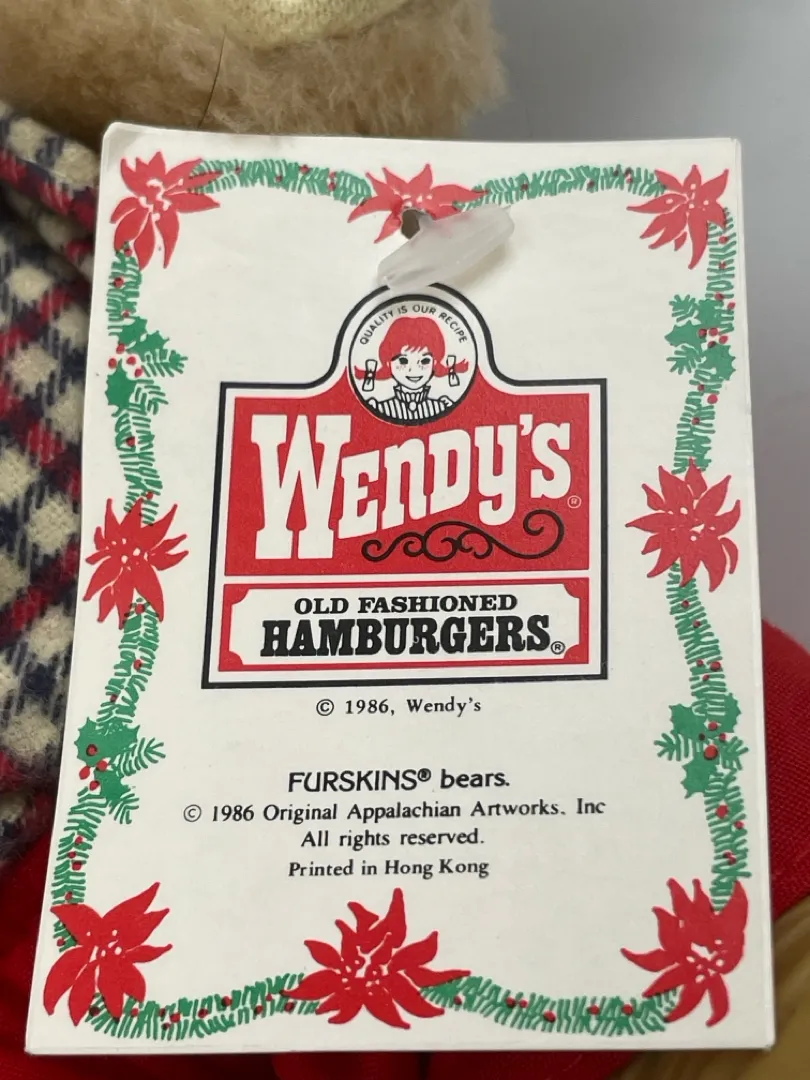 QUALITY IS OUR RECIPE
WENDY'S®
OLD FASHIONED
HAMBURGERS®
© 1986, Wendy's
FURSKINS® bears.
© 1986 Original Appalachian Artworks. Inc
All rights reserved.
Printed in Hong Kong